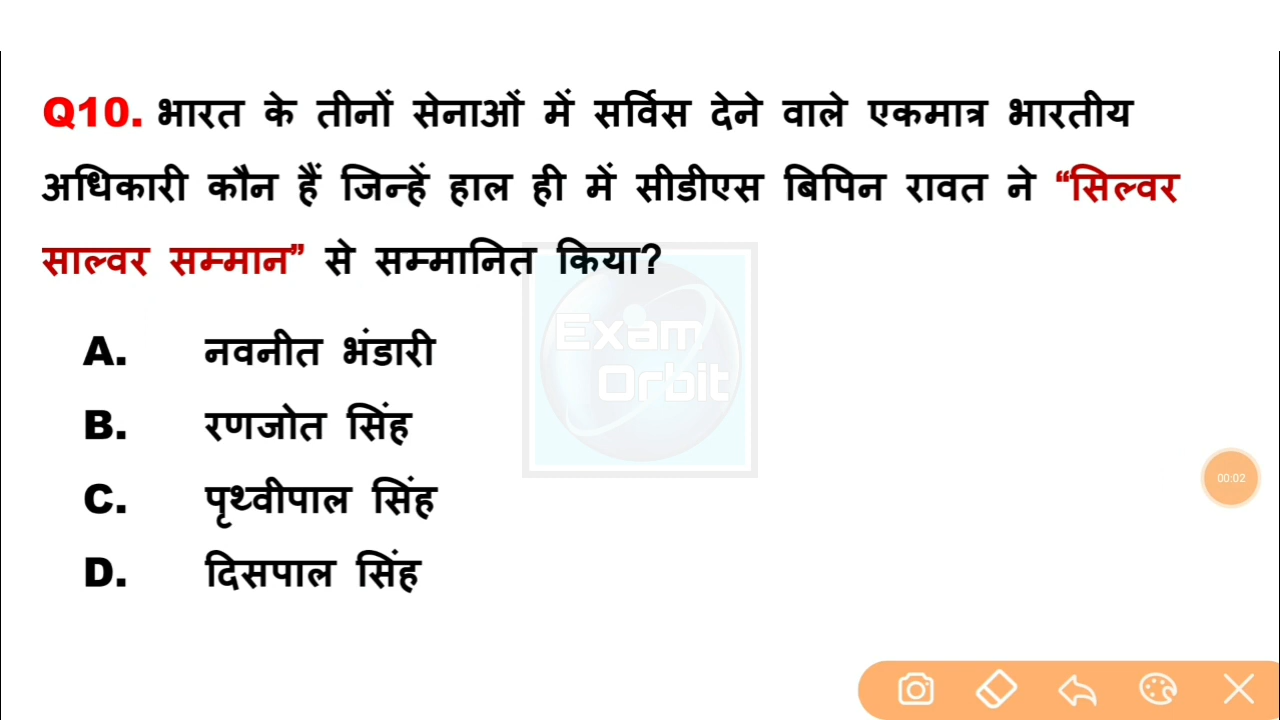 Q10. भारत के तीनों सेनाओं में सर्विस देने वाले एकमात्र भारतीय
अधिकारी कौन हैं जिन्हें हाल ही में सीडीएस बिपिन रावत ने “सिल्वर
साल्वर सम्मान” से सम्मानित किया?
Exam
Orbit
A. नवनीत भंडारी
B. रणजोत सिंह
C. पृथ्वीपाल सिंह
D. दिसपाल सिंह
00:02